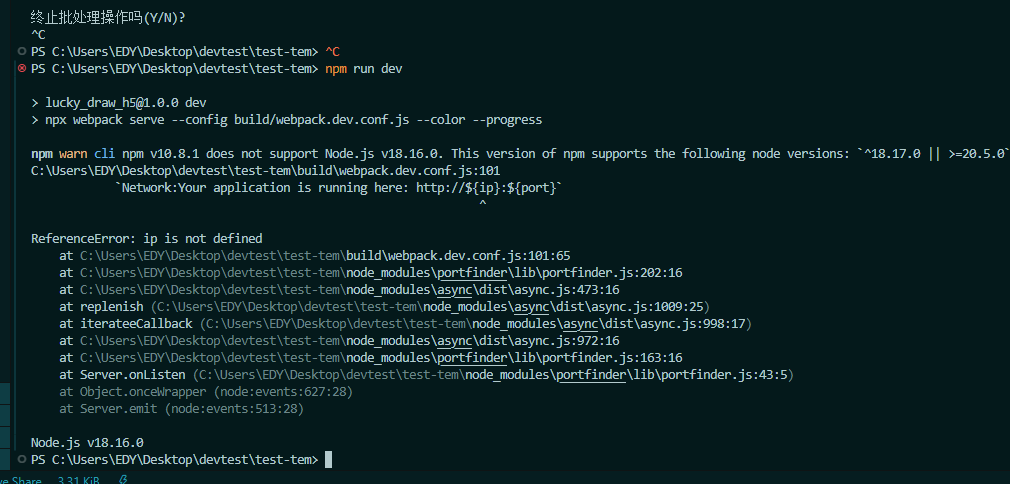 终止批处理操作吗(Y/N)?
^C
PS C:\Users\EDY\Desktop\devtest\test-tem> ^C
PS C:\Users\EDY\Desktop\devtest\test-tem> npm run dev
> lucky_draw_h5@1.0.0 dev
> npx webpack serve --config build/webpack.dev.conf.js --color --progress
npm warn cli npm v10.8.1 does not support Node.js v18.16.0. This version of npm supports the following node versions: `^18.17.0 || >=20.5.0`
C:\Users\EDY\Desktop\devtest\test-tem\build\webpack.dev.conf.js:101
`Network:Your application is running here: http://${ip}:${port}`
^
ReferenceError: ip is not defined
at C:\Users\EDY\Desktop\devtest\test-tem\build\webpack.dev.conf.js:101:65
at C:\Users\EDY\Desktop\devtest\test-tem\node_modules\portfinder\lib\portfinder.js:202:16
at C:\Users\EDY\Desktop\devtest\test-tem\node_modules\async\dist\async.js:473:16
at replenish (C:\Users\EDY\Desktop\devtest\test-tem\node_modules\async\dist\async.js:1009:25)
at iterateeCallback (C:\Users\EDY\Desktop\devtest\test-tem\node_modules\async\dist\async.js:998:17)
at C:\Users\EDY\Desktop\devtest\test-tem\node_modules\async\dist\async.js:972:16
at C:\Users\EDY\Desktop\devtest\test-tem\node_modules\portfinder\lib\portfinder.js:163:16
at Server.onListen (C:\Users\EDY\Desktop\devtest\test-tem\node_modules\portfinder\lib\portfinder.js:43:5)
at Object.onceWrapper (node:events:627:28)
at Server.emit (node:events:513:28)
Node.js v18.16.0
PS C:\Users\EDY\Desktop\devtest\test-tem>
ve Share 3.31 KiB